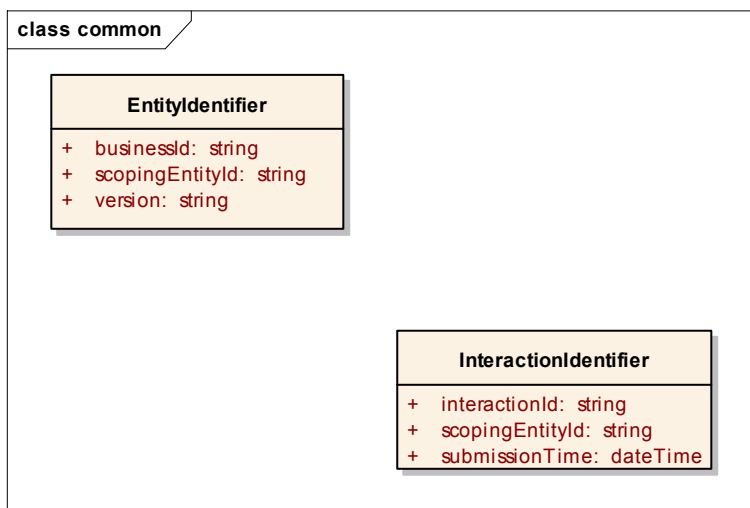 class common
EntityIdentifier
+ businessId: string
+ scopingEntityId: string
+ version: string
InteractionIdentifier
+ interactionId: string
+ scopingEntityId: string
+ submissionTime: dateTime